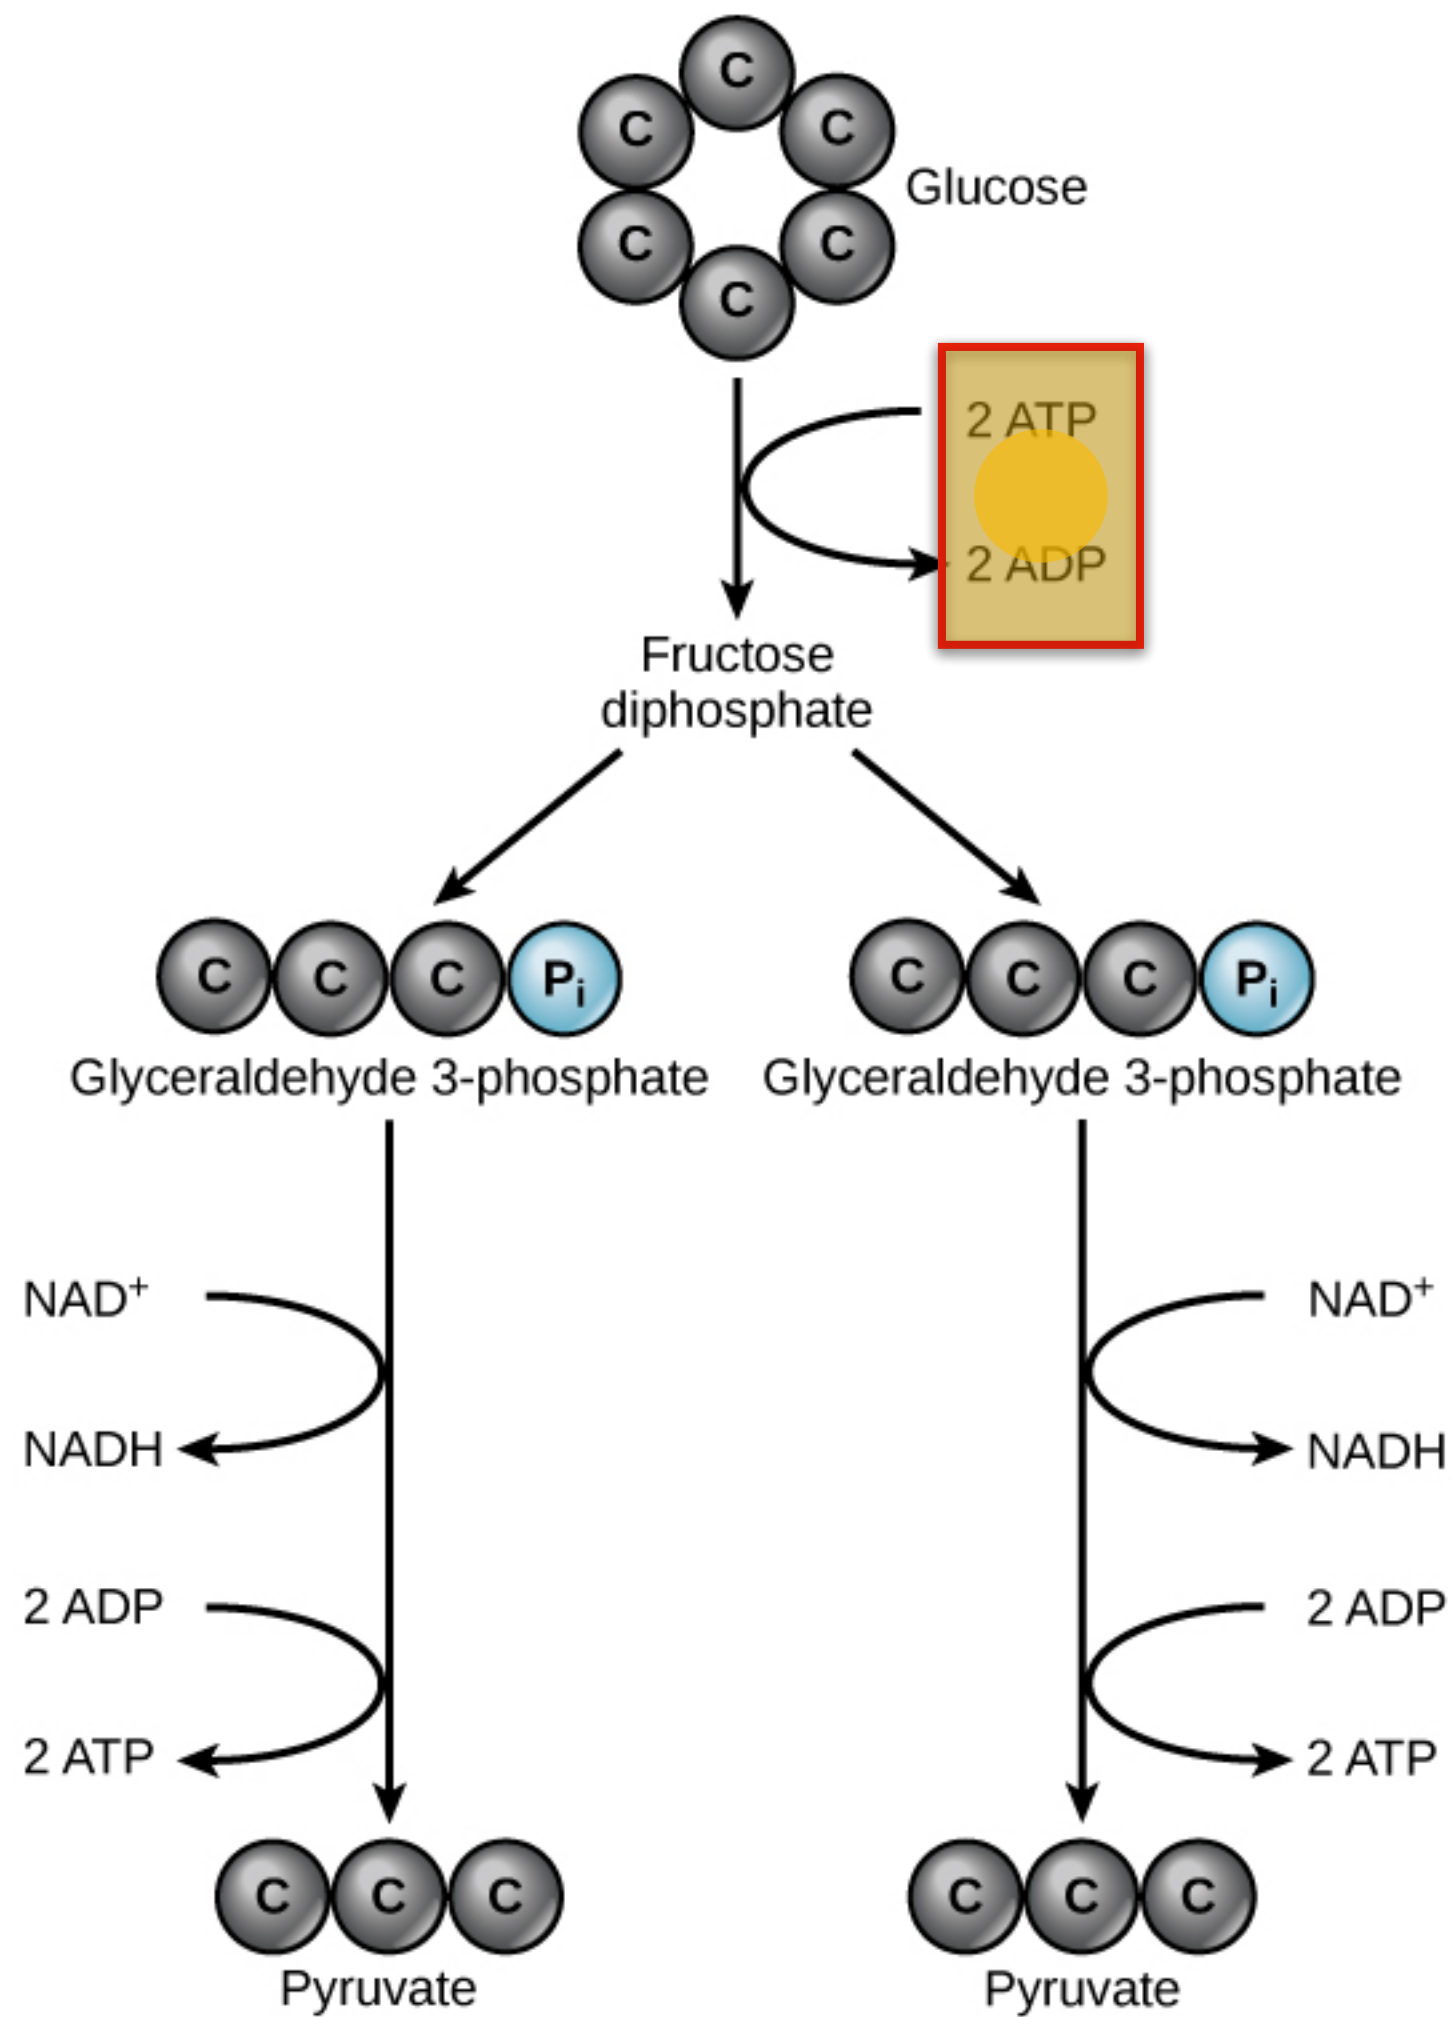 C
C
C
Glucose
C
C
C
2 ATP
2 ADP
Fructose
diphosphate
C C C Pi
C C C Pi
Glyceraldehyde 3-phosphate
Glyceraldehyde 3-phosphate
NAD+
NAD+
NADH
NADH
2 ADP
2 ADP
2 ATP
2 ATP
C C C
C C C
Pyruvate
Pyruvate